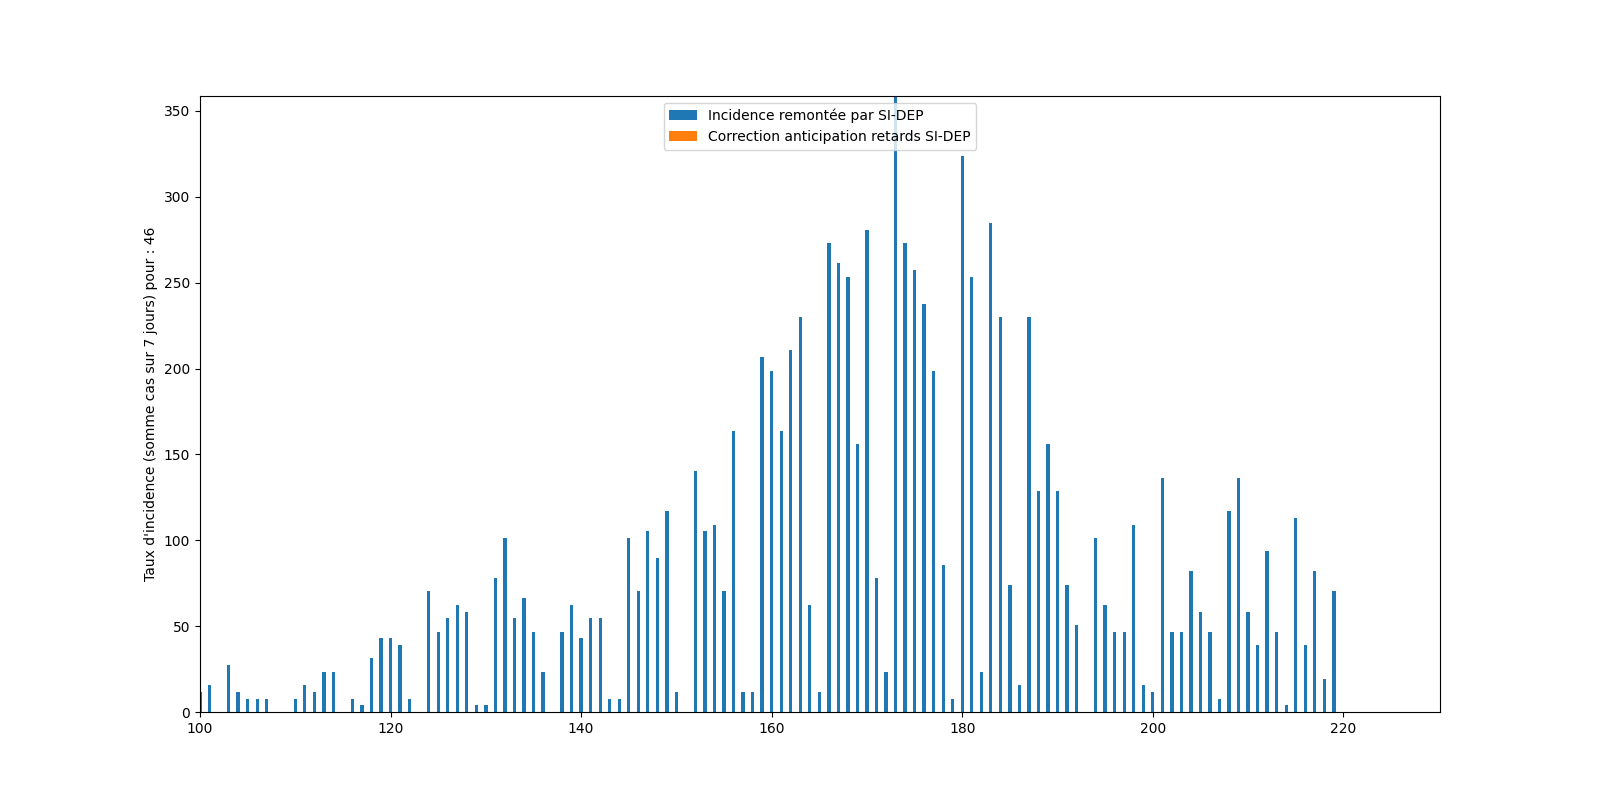 Incidence remontée par SI-DEP
Correction anticipation retards SI-DEP
Taux d'incidence (somme cas sur 7 jours) pour : 46
350
300
250
200
150
100
50
0
100 120 140 160 180 200 220